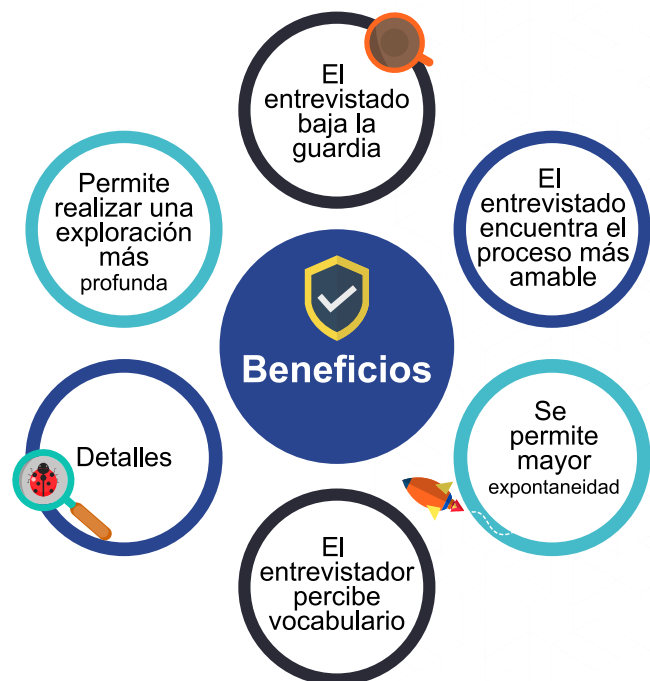 El
entrevistado
baja la
guardia
El
entrevistado
encuentra el
proceso más
amable
Se
permite
mayor
expontaneidad
El
entrevistador
percibe
vocabulario
Detalles
Permite
realizar una
exploración
más
profunda
Beneficios